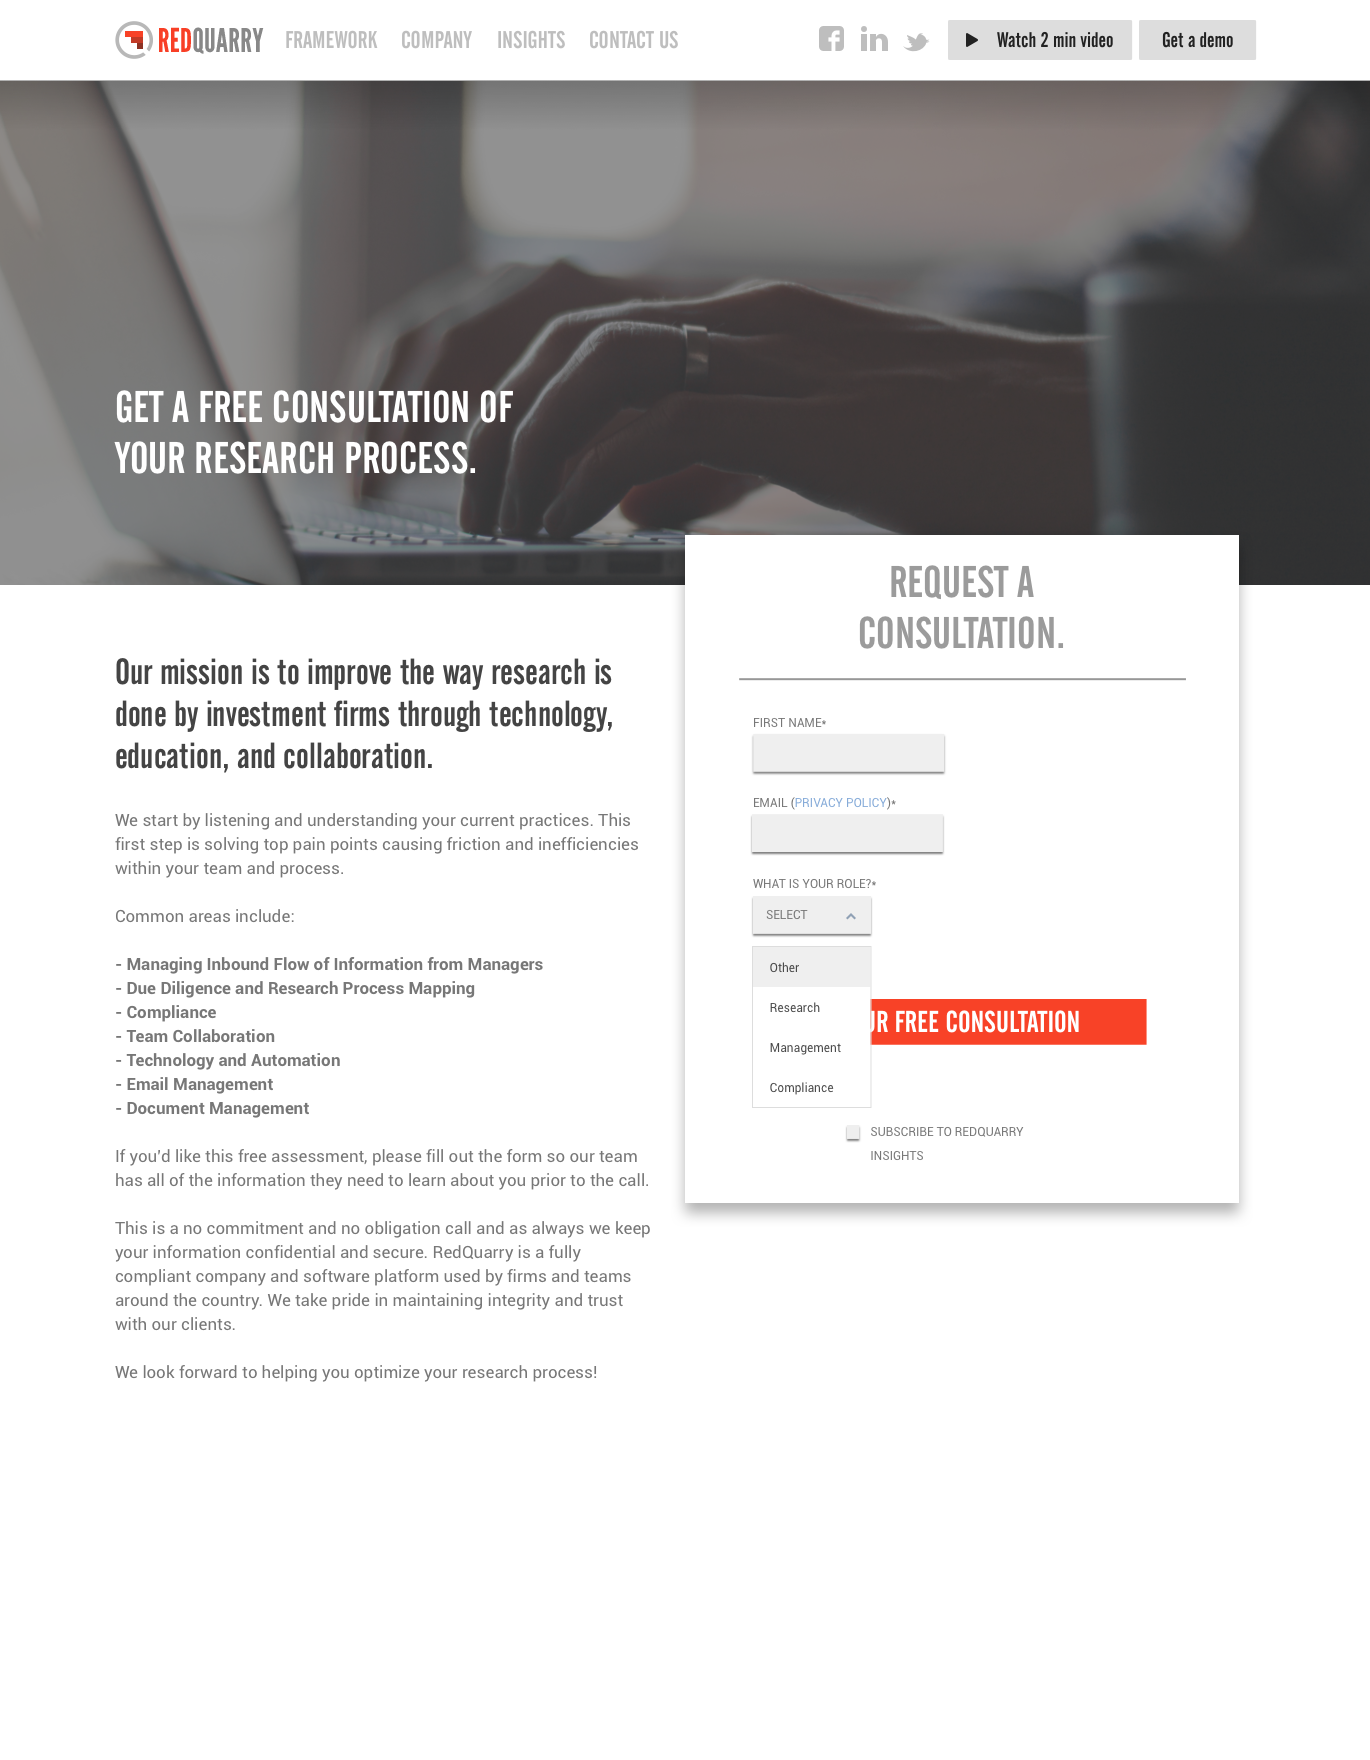 REDQUARRY FRAMEWORK COMPANY INSIGHTS CONTACT US Watch 2 min video Get a demo
GET A FREE CONSULTATION OF
YOUR RESEARCH PROCESS.
Our mission is to improve the way research is
done by investment firms through technology,
education, and collaboration.
We start by listening and understanding your current practices. This
first step is solving top pain points causing friction and inefficiencies
within your team and process.
Common areas include:
- Managing Inbound Flow of Information from Managers
- Due Diligence and Research Process Mapping
- Compliance
- Team Collaboration
- Technology and Automation
- Email Management
- Document Management
If you’d like this free assessment, please fill out the form so our team
has all of the information they need to learn about you prior to the call.
This is a no commitment and no obligation call and as always we keep
your information confidential and secure. RedQuarry is a fully
compliant company and software platform used by firms and teams
around the country. We take pride in maintaining integrity and trust
with our clients.
We look forward to helping you optimize your research process!
REQUEST A
CONSULTATION.
FIRST NAME*
EMAIL (PRIVACY POLICY)*
WHAT IS YOUR ROLE?*
SELECT
Other
Research
Management
Compliance
FREE CONSULTATION
SUBSCRIBE TO REDQUARRY
INSIGHTS